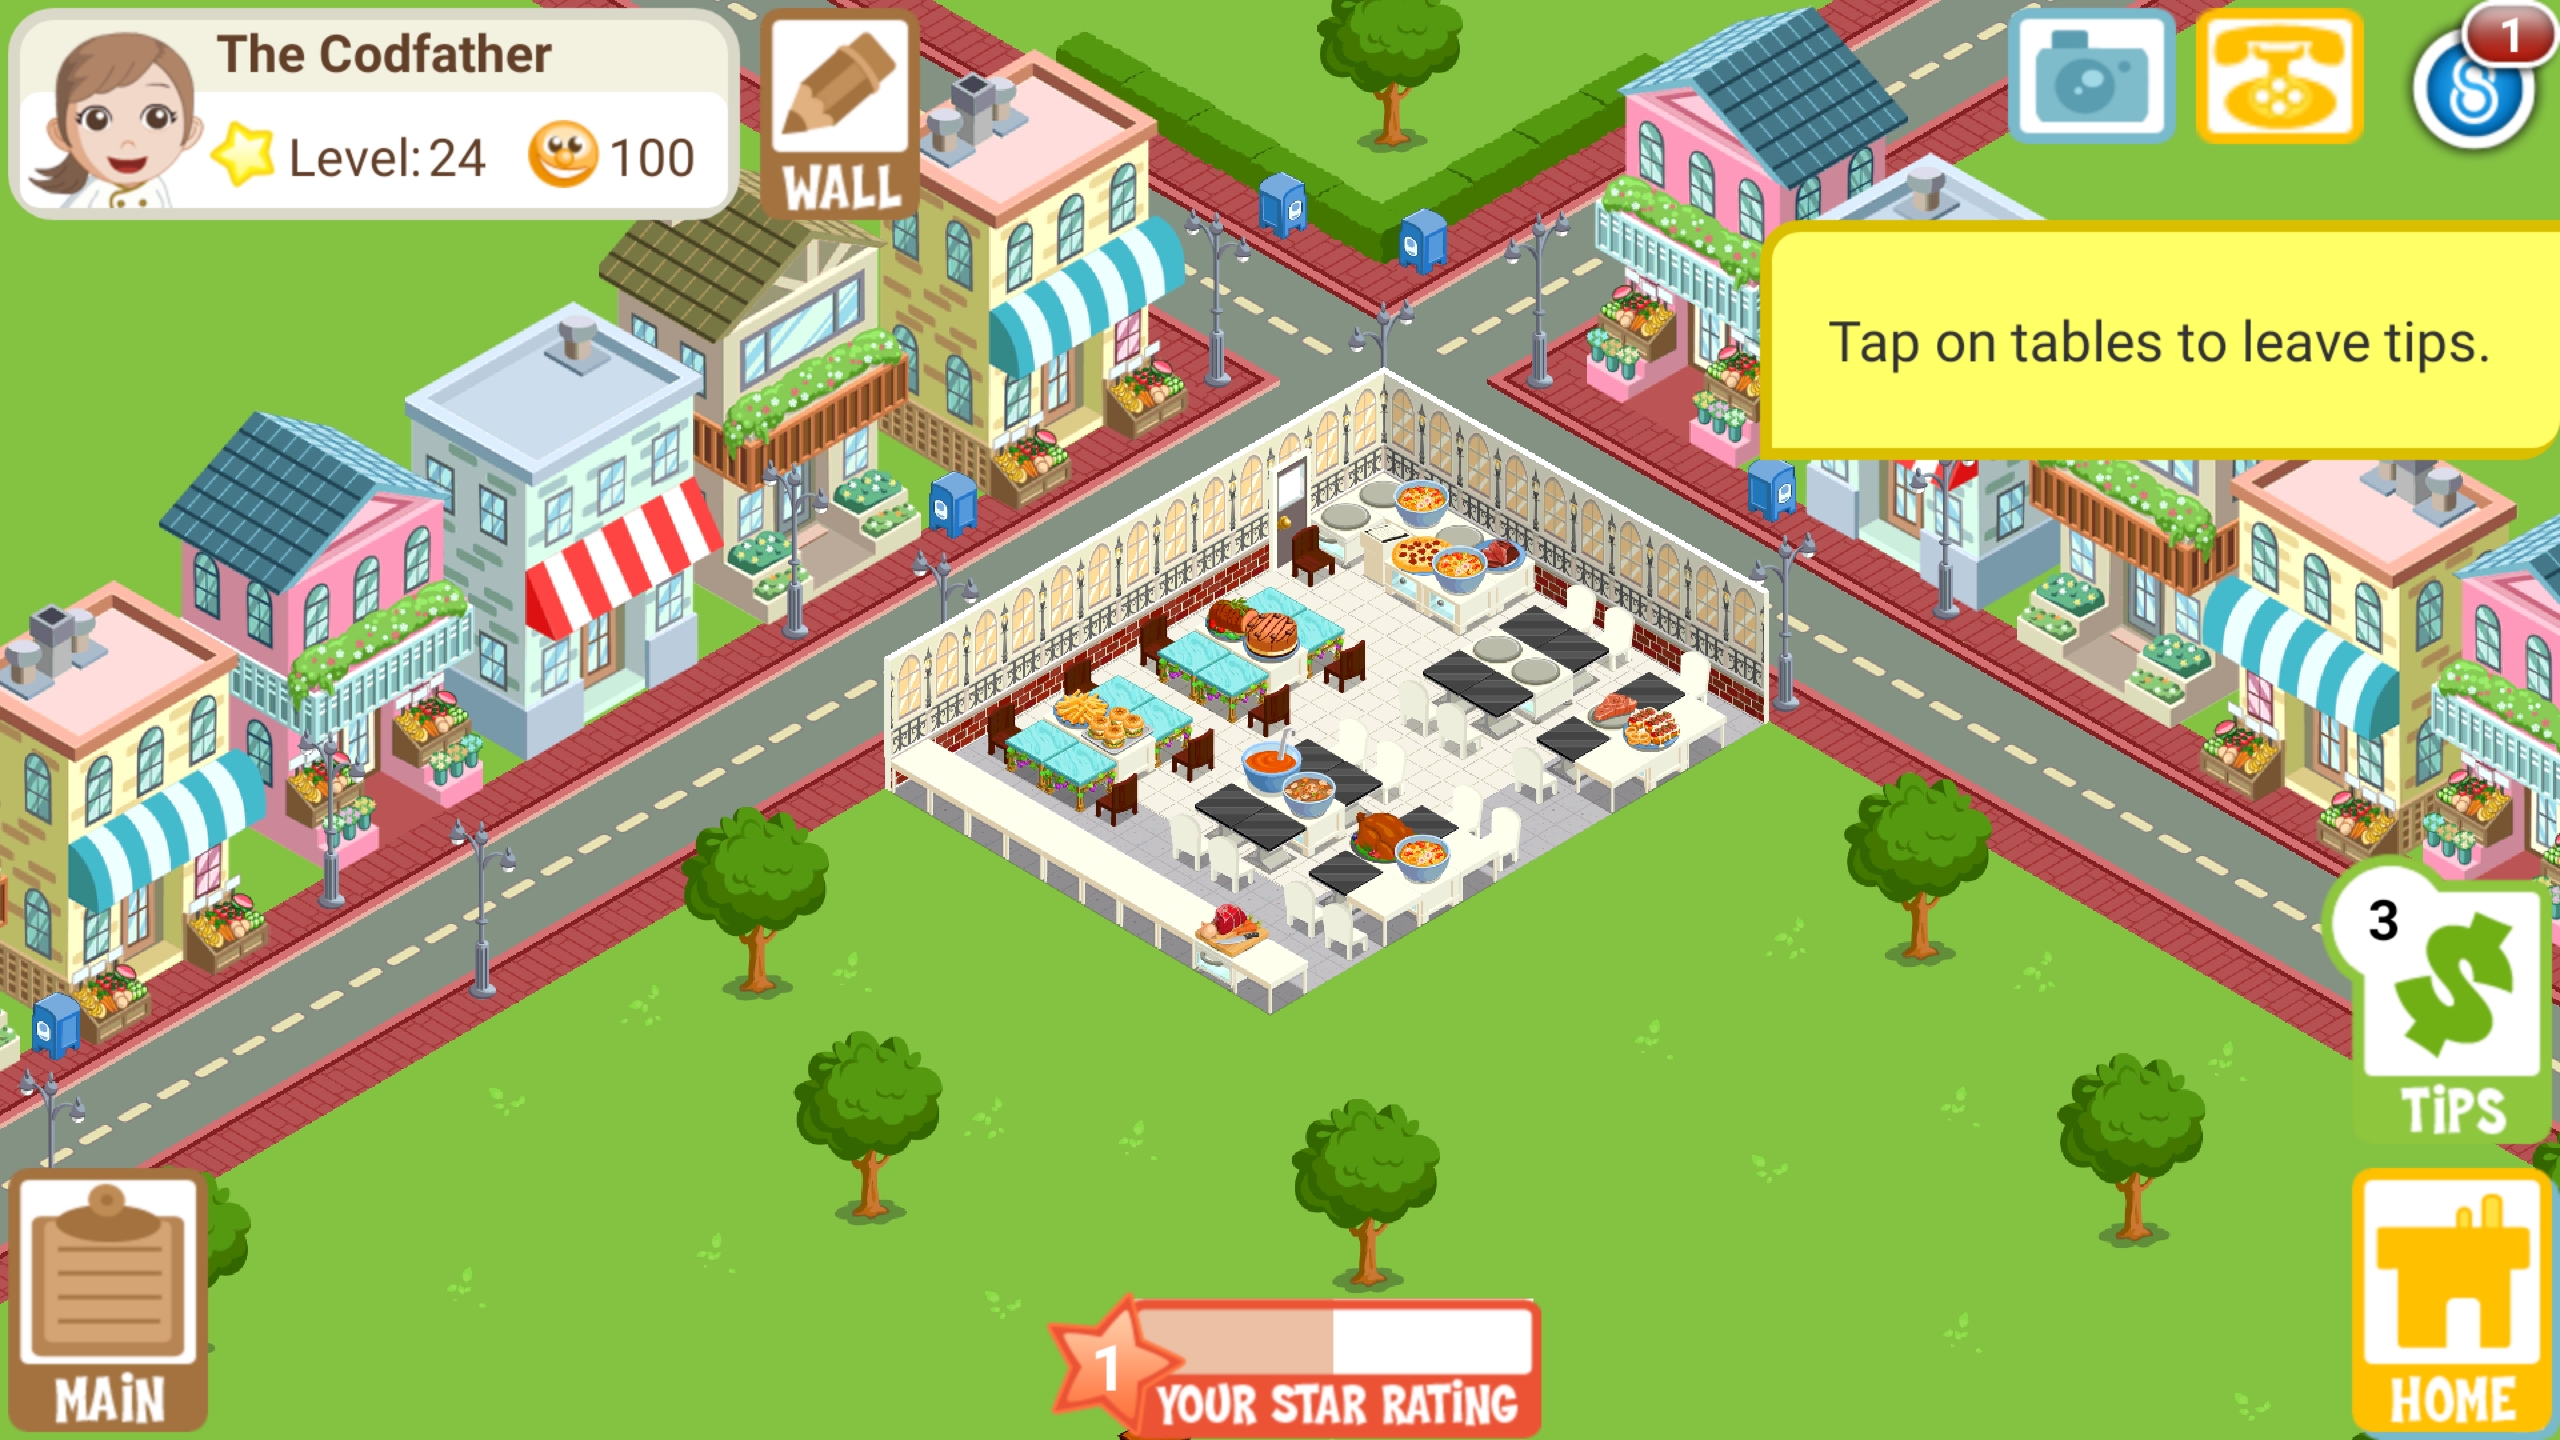 The Codfather
Level: 24
100
WALL
1
Tap on tables to leave tips.
3
TiPS
MAiN
1
YOUR STAR RATiNG
HOME